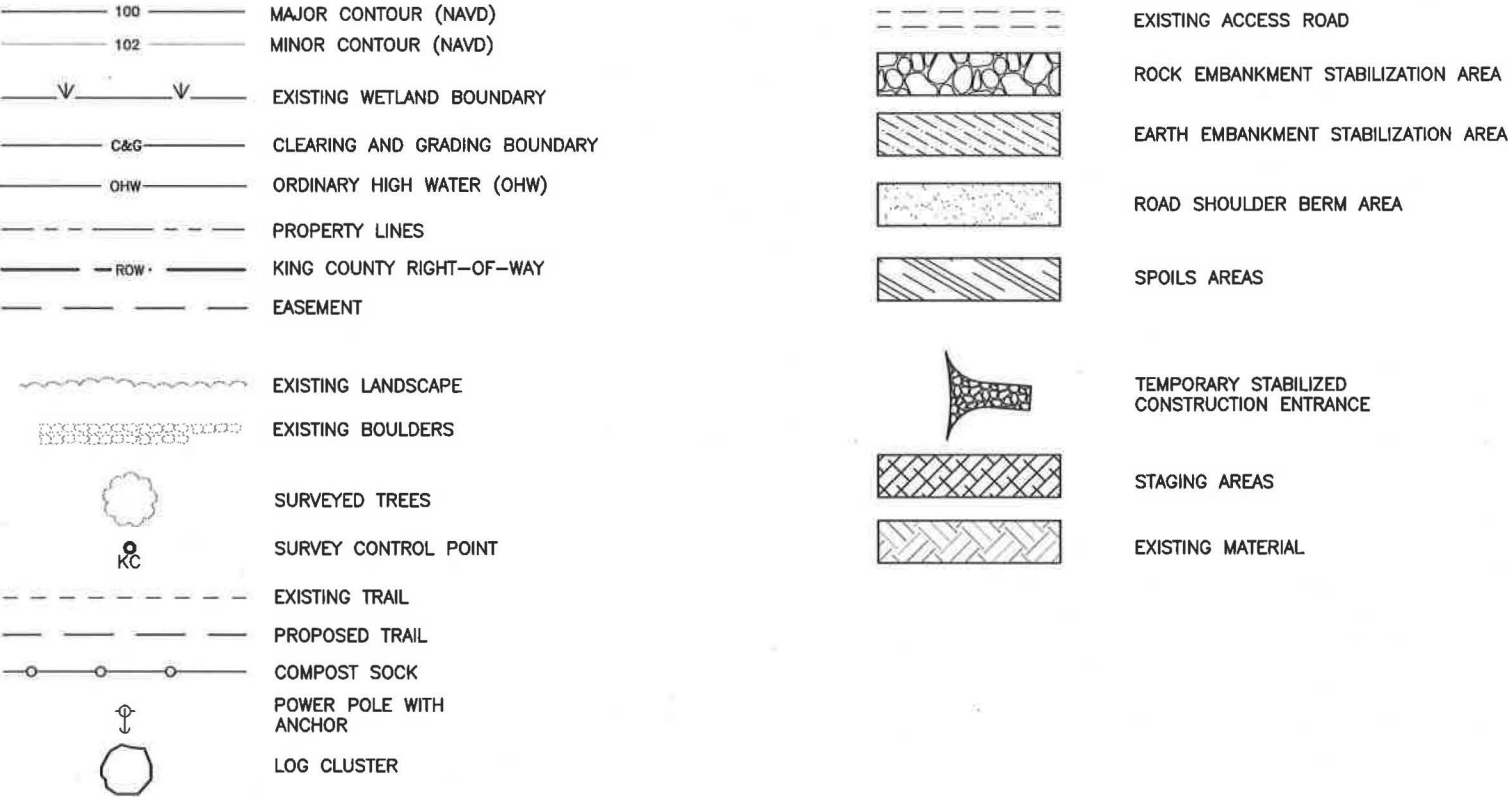 100 MAJOR CONTOUR (NAVD)
102 MINOR CONTOUR (NAVD)
EXISTING WETLAND BOUNDARY
C&G CLEARING AND GRADING BOUNDARY
OHW ORDINARY HIGH WATER (OHW)
PROPERTY LINES
ROW KING COUNTY RIGHT-OF-WAY
EASEMENT
EXISTING LANDSCAPE
EXISTING BOULDERS
SURVEYED TREES
KC SURVEY CONTROL POINT
EXISTING TRAIL
PROPOSED TRAIL
COMPOST SOCK
POWER POLE WITH
ANCHOR
LOG CLUSTER
EXISTING ACCESS ROAD
ROCK EMBANKMENT STABILIZATION AREA
EARTH EMBANKMENT STABILIZATION AREA
ROAD SHOULDER BERM AREA
SPOILS AREAS
TEMPORARY STABILIZED
CONSTRUCTION ENTRANCE
STAGING AREAS
EXISTING MATERIAL